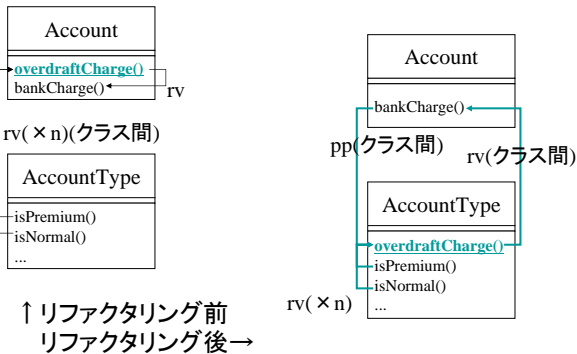 Account
overdraftCharge()
bankCharge()
rv
rv(×n)(クラス間)
AccountType
isPremium()
isNormal()
...
↑リファクタリング前
リファクタリング後→
Account
bankCharge()
pp(クラス間)
rv(クラス間)
AccountType
overdraftCharge()
isPremium()
isNormal()
...
rv(×n)